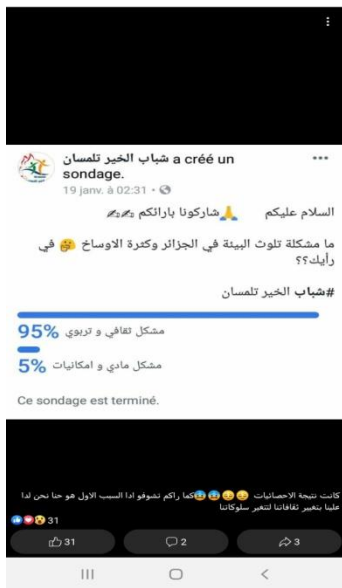 شباب الخير تلمسان a créé un
sondage.
19 janv. à 02:31
السلام عليكم 🙏 شاركونا بارائكم ✍✍
ما مشكلة تلوث البيئة في الجزائر وكثرة الاوساخ 🤔 في
رأيك؟؟
#شباب الخير تلمسان
مشكل ثقافي و تربوي 95%
مشكل مادي و امكانيات 5%
Ce sondage est terminé.
كانت نتيجة الاحصائيات 😔😔😰😰كما راكم تشوفو ادا السبب الاول هو حنا نحن لدا
علينا بتغيير ثقافاتنا لتتغير سلوكاتنا
31
31
2
3